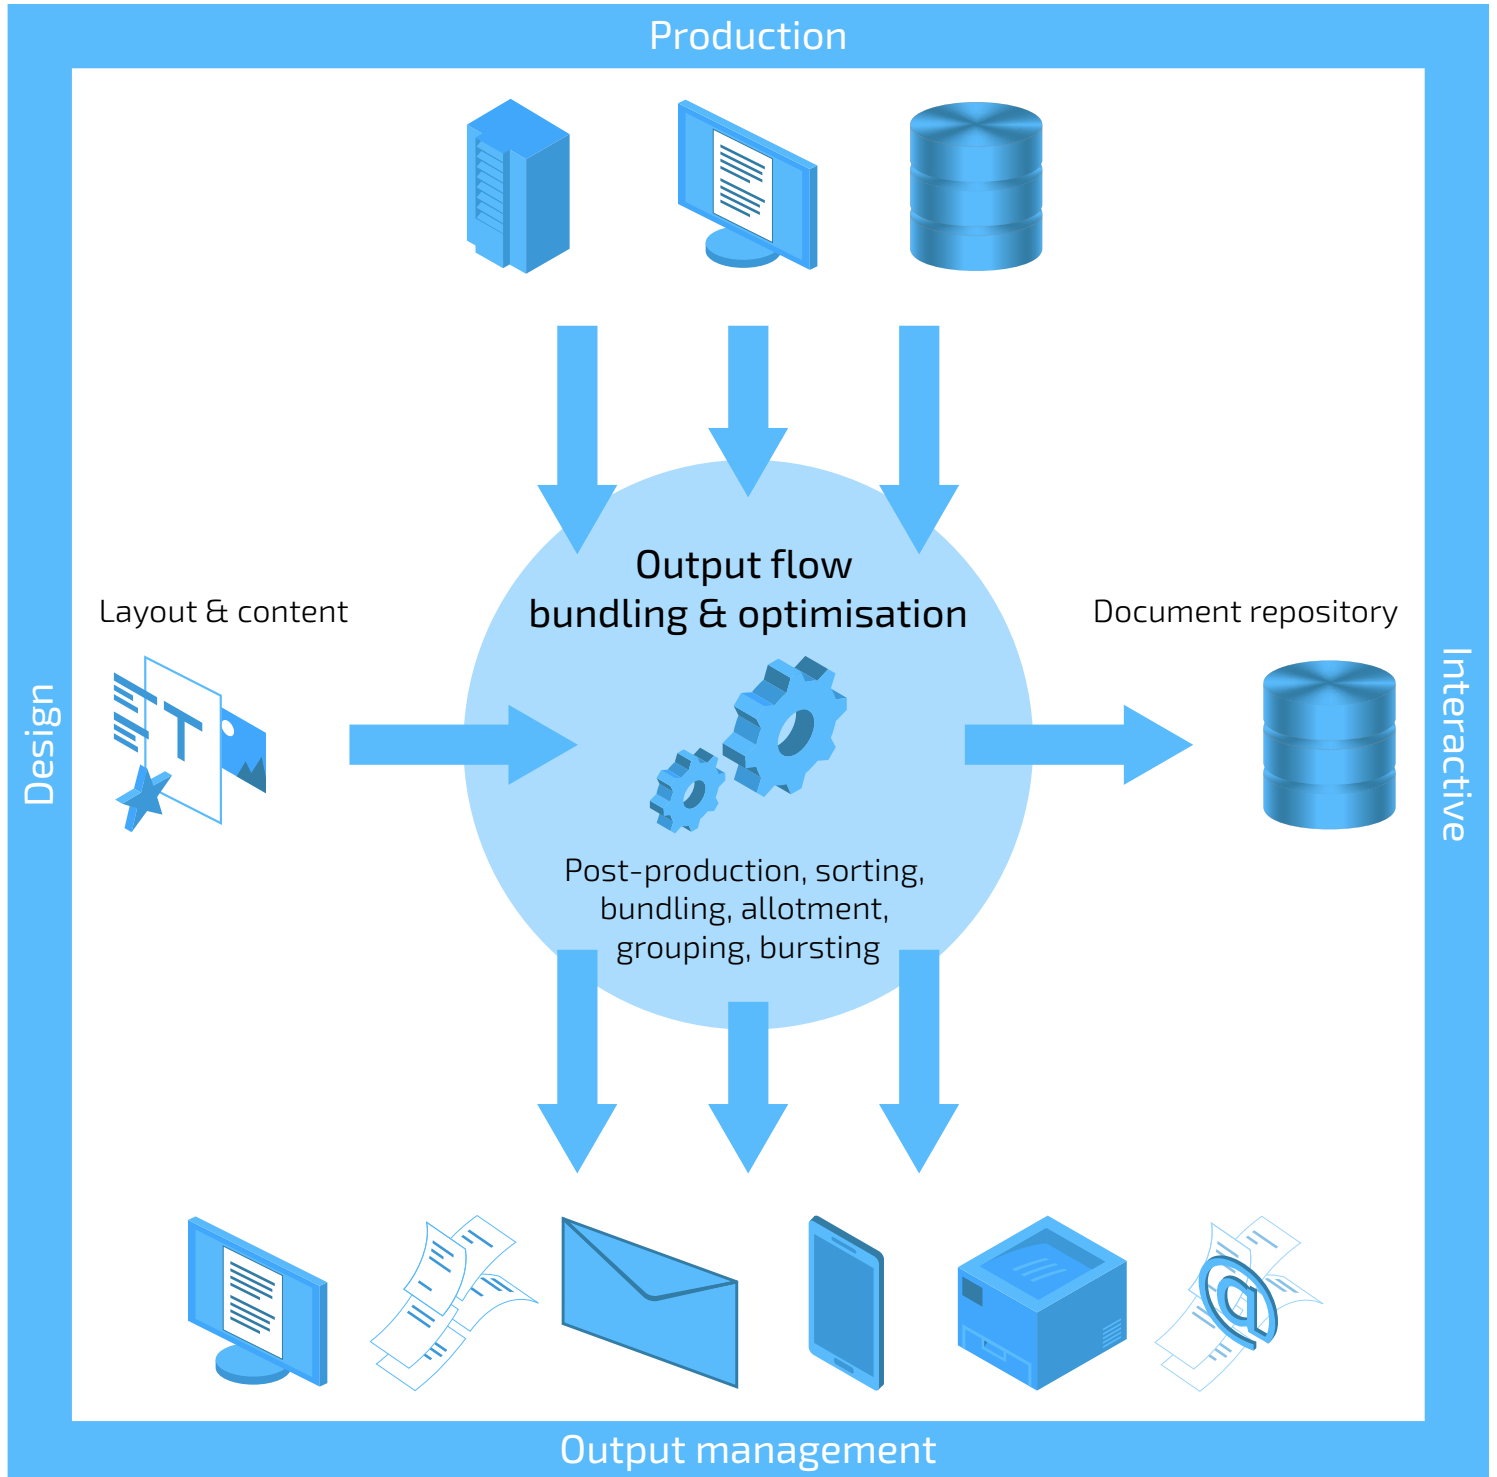 Production
Output flow
bundling & optimisation
Layout & content
Document repository
Design
Interactive
Post-production, sorting,
bundling, allotment,
grouping, bursting
Output management